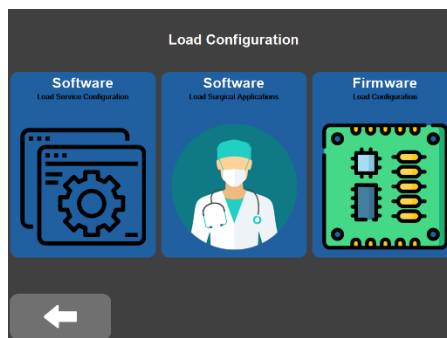 Load Configuration
Software
Load Service Configuration
Software
Load Surgical Applications
Firmware
Load Configuration